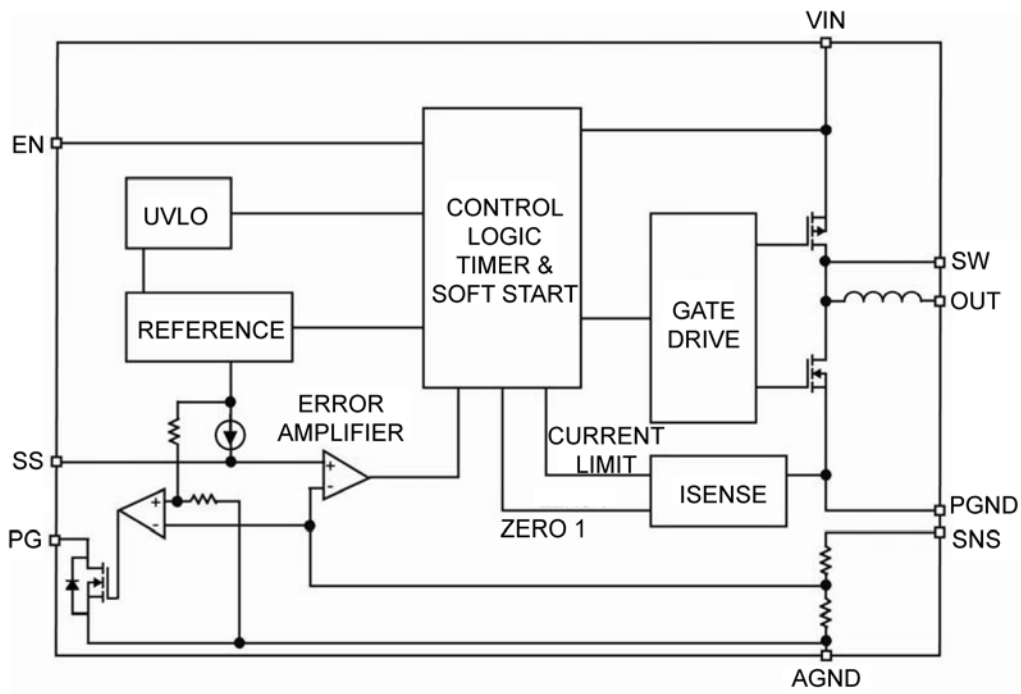 VIN
EN
UVLO
CONTROL
LOGIC
TIMER &
SOFT START
SW
OUT
REFERENCE
GATE
DRIVE
ERROR
AMPLIFIER
SS
+
-
CURRENT
LIMIT
ISENSE
ZERO 1
PGND
SNS
PG
+
-
AGND